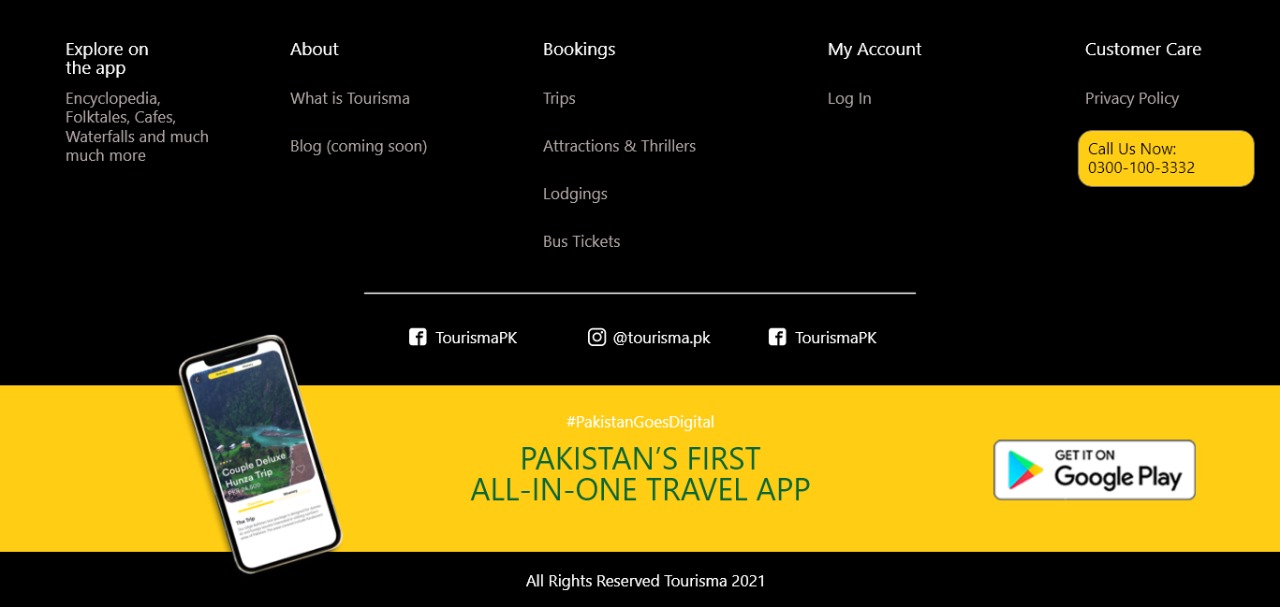 Explore on
the app
Encyclopedia,
Folktales, Cafes,
Waterfalls and much
much more
About
What is Tourisma
Blog (coming soon)
Bookings
Trips
Attractions & Thrillers
Lodgings
Bus Tickets
My Account
Log In
Customer Care
Privacy Policy
Call Us Now:
0300-100-3332
TourismaPK
@tourisma.pk
TourismaPK
Couple Deluxe
Hunza Trip
The Trip
#PakistanGoesDigital
PAKISTAN’S FIRST
ALL-IN-ONE TRAVEL APP
GET IT ON
Google Play
All Rights Reserved Tourisma 2021